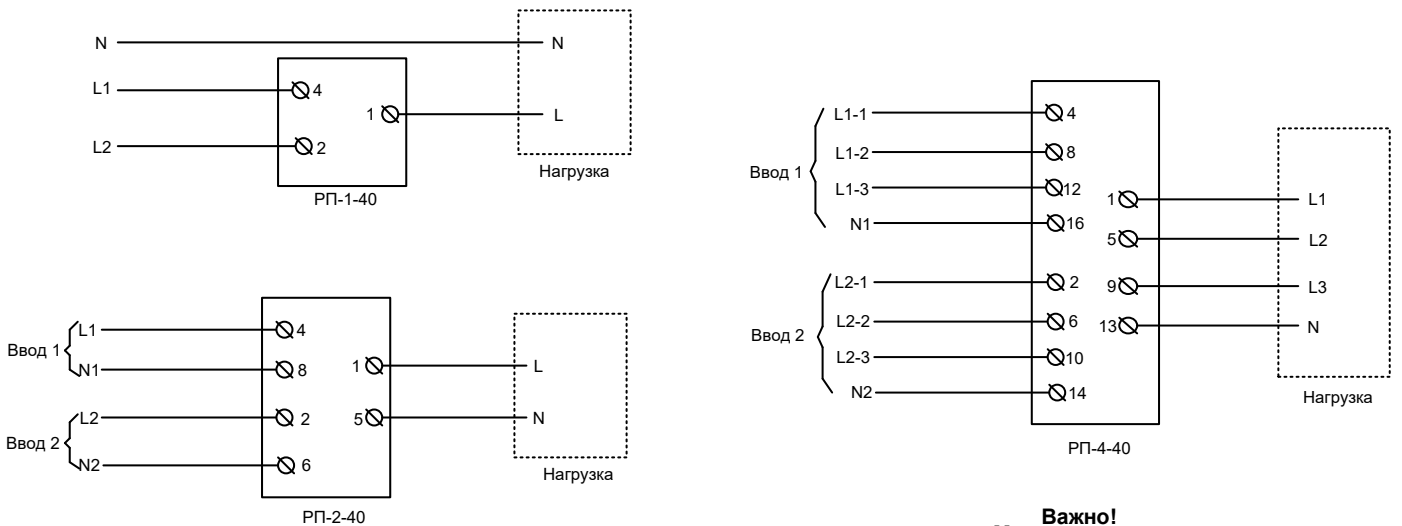 N
N
L1
4
1
L
L2
2
Нагрузка
РП-1-40
L1
4
Ввод 1
N1
8
1
L
L2
2
5
N
Ввод 2
N2
6
Нагрузка
РП-2-40
L1-1
4
L1-2
8
Ввод 1
L1-3
12
1
L1
N1
16
5
L2
L2-1
2
9
L3
L2-2
6
13
N
Ввод 2
L2-3
10
N2
14
Нагрузка
РП-4-40
Важно!